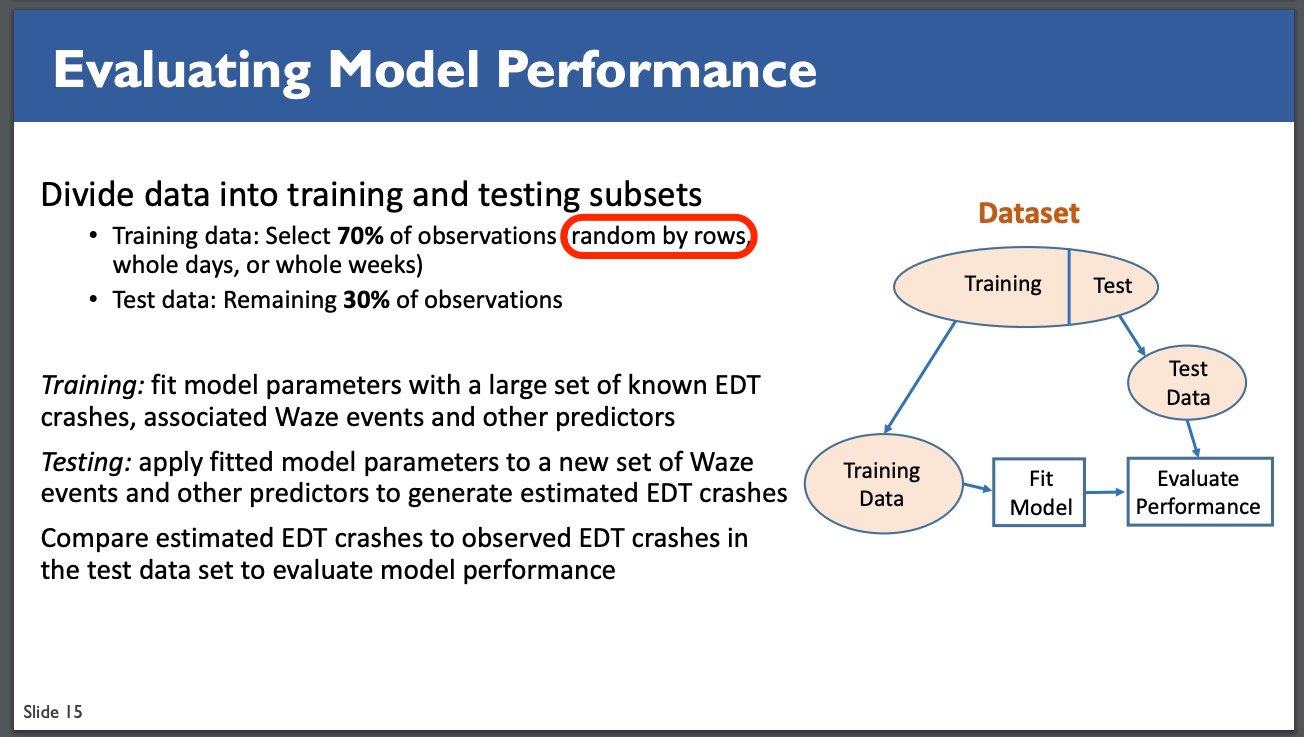 Evaluating Model Performance
Divide data into training and testing subsets
• Training data: Select 70% of observations (random by rows,
whole days, or whole weeks)
• Test data: Remaining 30% of observations
Training: fit model parameters with a large set of known EDT
crashes, associated Waze events and other predictors
Testing: apply fitted model parameters to a new set of Waze
events and other predictors to generate estimated EDT crashes
Compare estimated EDT crashes to observed EDT crashes in
the test data set to evaluate model performance
Dataset
Training
Test
Test
Data
Training
Data
Fit
Model
Evaluate
Performance
Slide 15